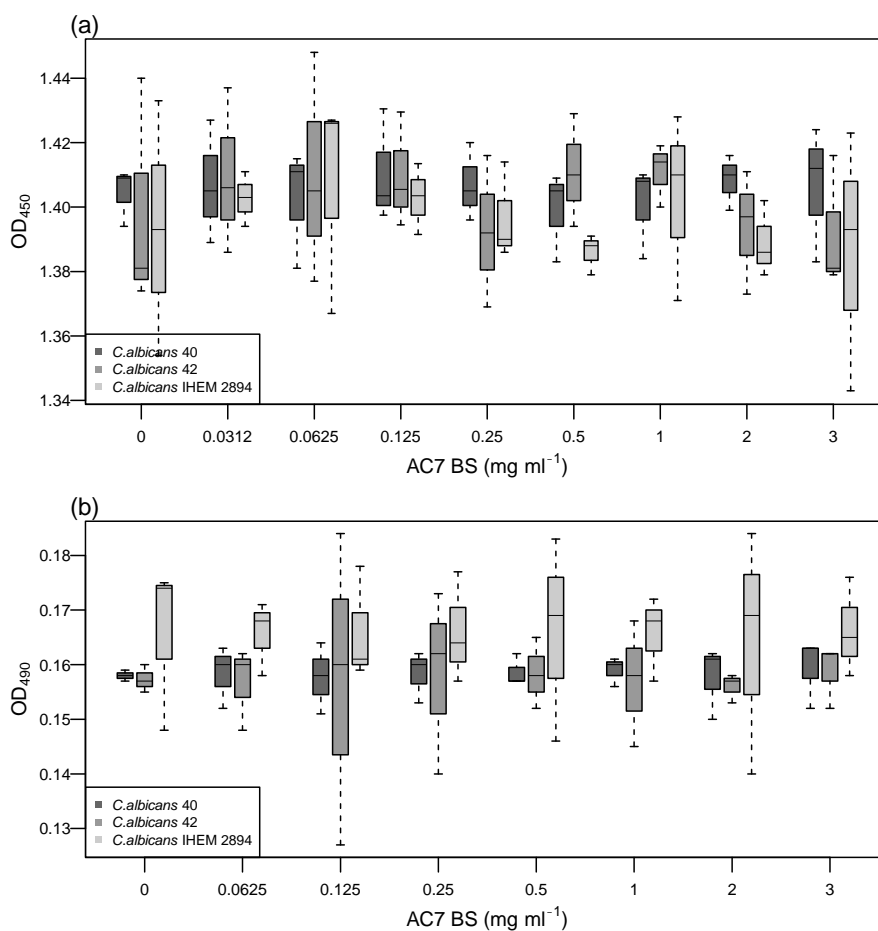 (a)
1.44
1.42
1.40
1.38
1.36
1.34
OD450
C.albicans 40
C.albicans 42
C.albicans IHEM 2894
0 0.0312 0.0625 0.125 0.25 0.5 1 2 3
AC7 BS (mg ml⁻¹)
(b)
0.18
0.17
0.16
0.15
0.14
0.13
OD490
C.albicans 40
C.albicans 42
C.albicans IHEM 2894
0 0.0625 0.125 0.25 0.5 1 2 3
AC7 BS (mg ml⁻¹)